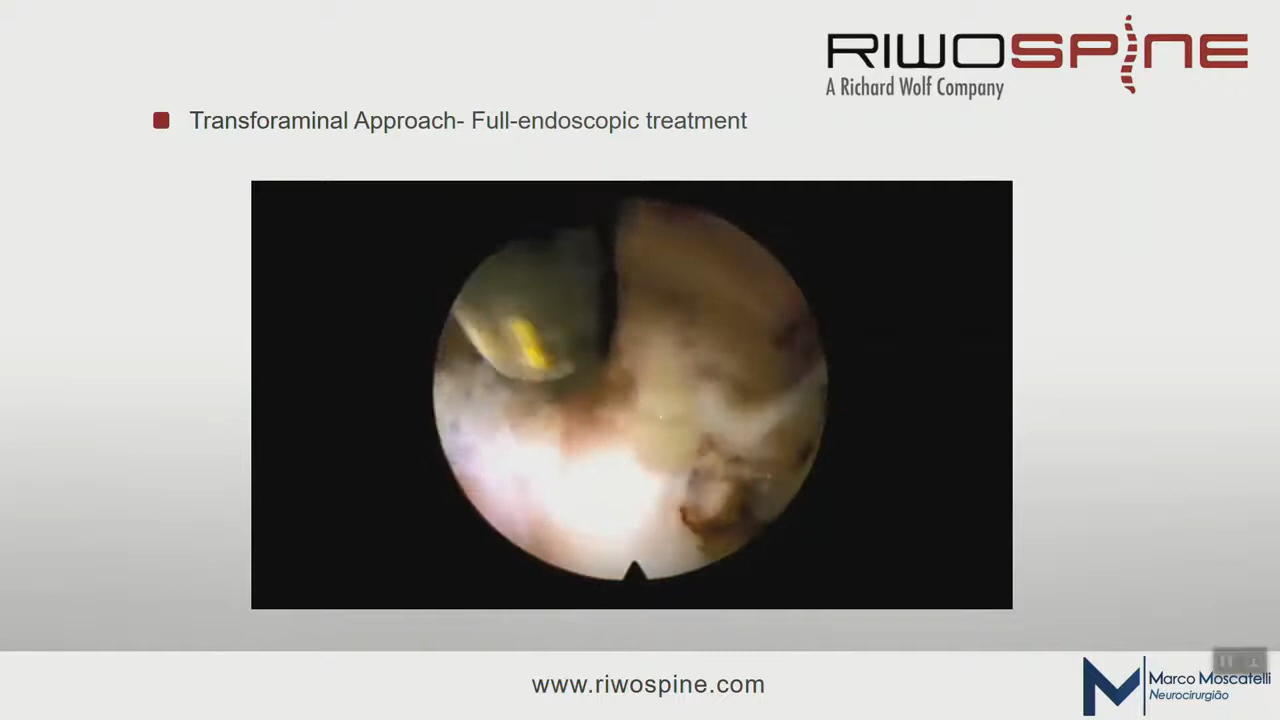 RIWOSPINE
A Richard Wolf Company
Transforaminal Approach- Full-endoscopic treatment
www.riwospine.com
M
Marco Moscatelli
Neurocirurgião